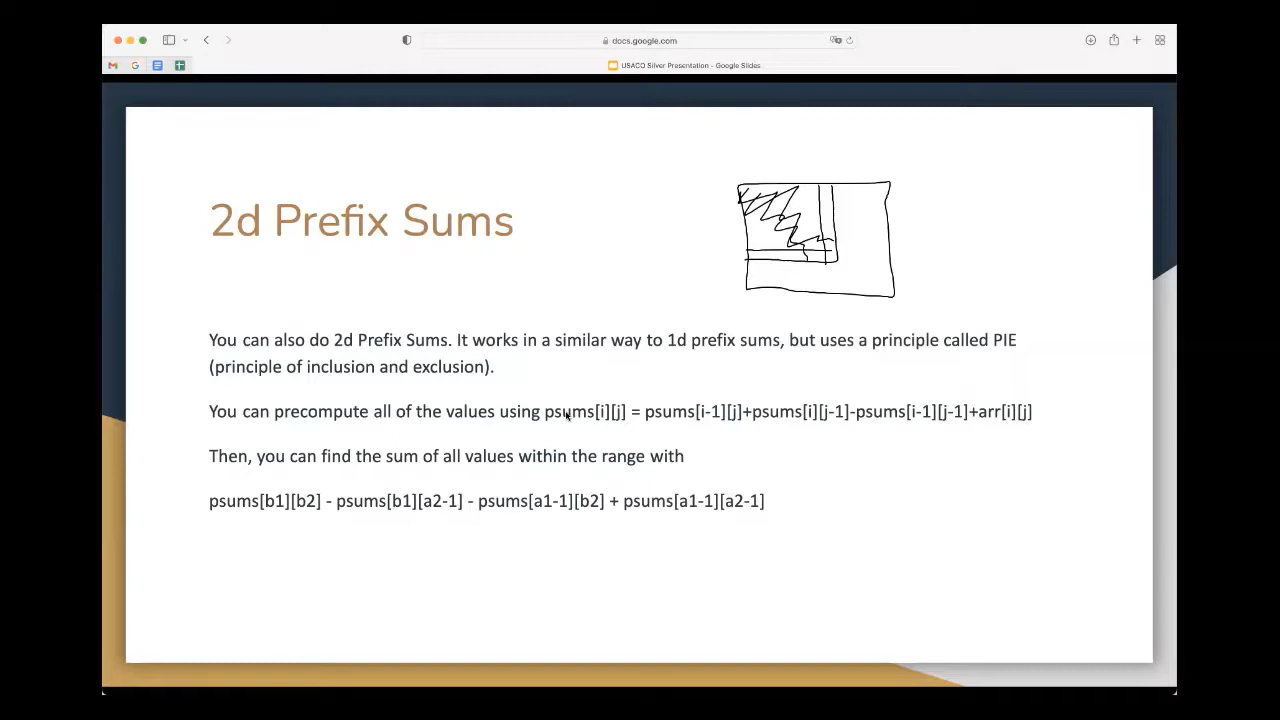 docs.google.com
USACO Silver Presentation - Google Slides
2d Prefix Sums
You can also do 2d Prefix Sums. It works in a similar way to 1d prefix sums, but uses a principle called PIE
(principle of inclusion and exclusion).
You can precompute all of the values using psums[i][j] = psums[i-1][j]+psums[i][j-1]-psums[i-1][j-1]+arr[i][j]
Then, you can find the sum of all values within the range with
psums[b1][b2] - psums[b1][a2-1] - psums[a1-1][b2] + psums[a1-1][a2-1]